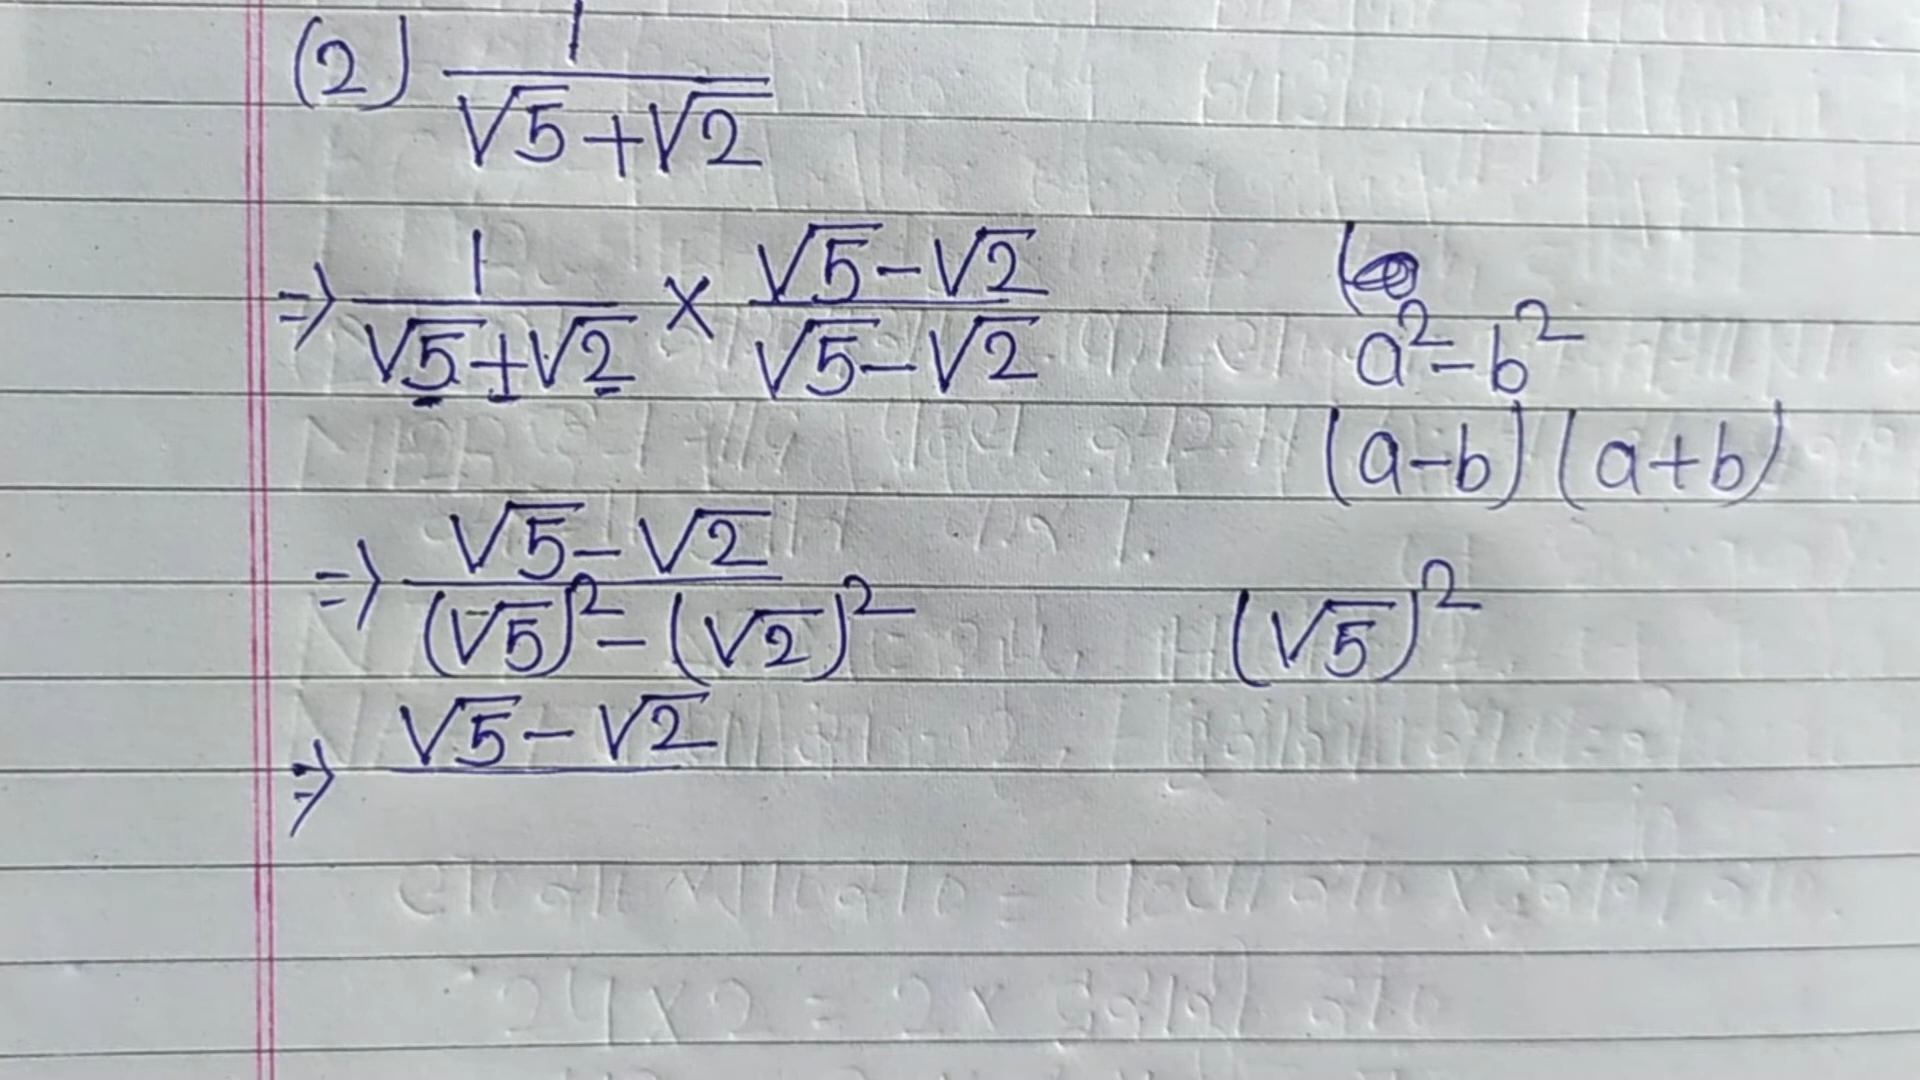 (2) 1/(√5+√2)
⇒ 1/(√5+√2) × (√5-√2)/(√5-√2)
a²-b²
(a-b) (a+b)
⇒ (√5-√2)/((√5)²-(√2)²)
(√5)²
⇒ √5-√2